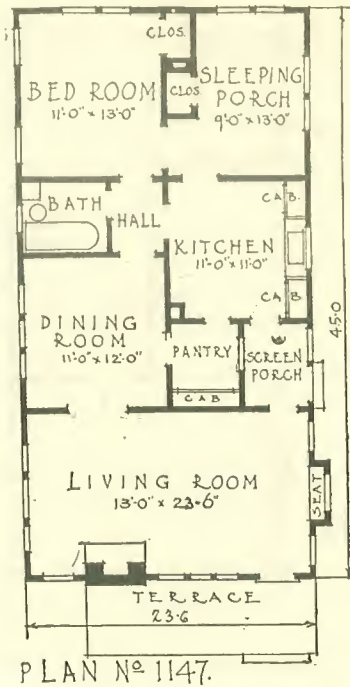 CLOS.
BED ROOM
11'-0" x 13'-0"
CLOS.
SLEEPING
PORCH
9'-0" x 13'-0"
BATH
HALL
CAB.
KITCHEN
11'-0" x 11'-0"
CAB
DINING
ROOM
11'-0" x 12'-0"
PANTRY
CAB
SCREEN
PORCH
45-0
LIVING ROOM
13'-0" x 23-6"
SEAT
TERRACE
23-6
PLAN Nº 1147.